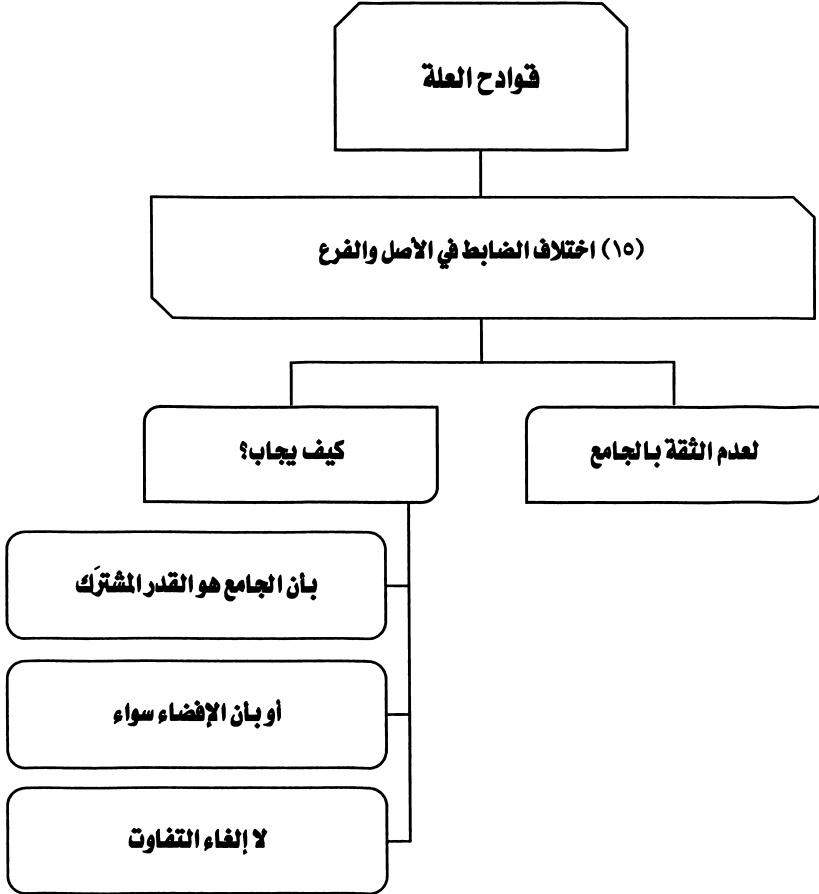 قوادح العلة
(١٥) اختلاف الضابط في الأصل والفرع
لعدم الثقة بالجامع
كيف يجاب؟
بأن الجامع هو القدر المشترَك
أو بأن الإفضاء سواء
لا إلغاء التفاوت